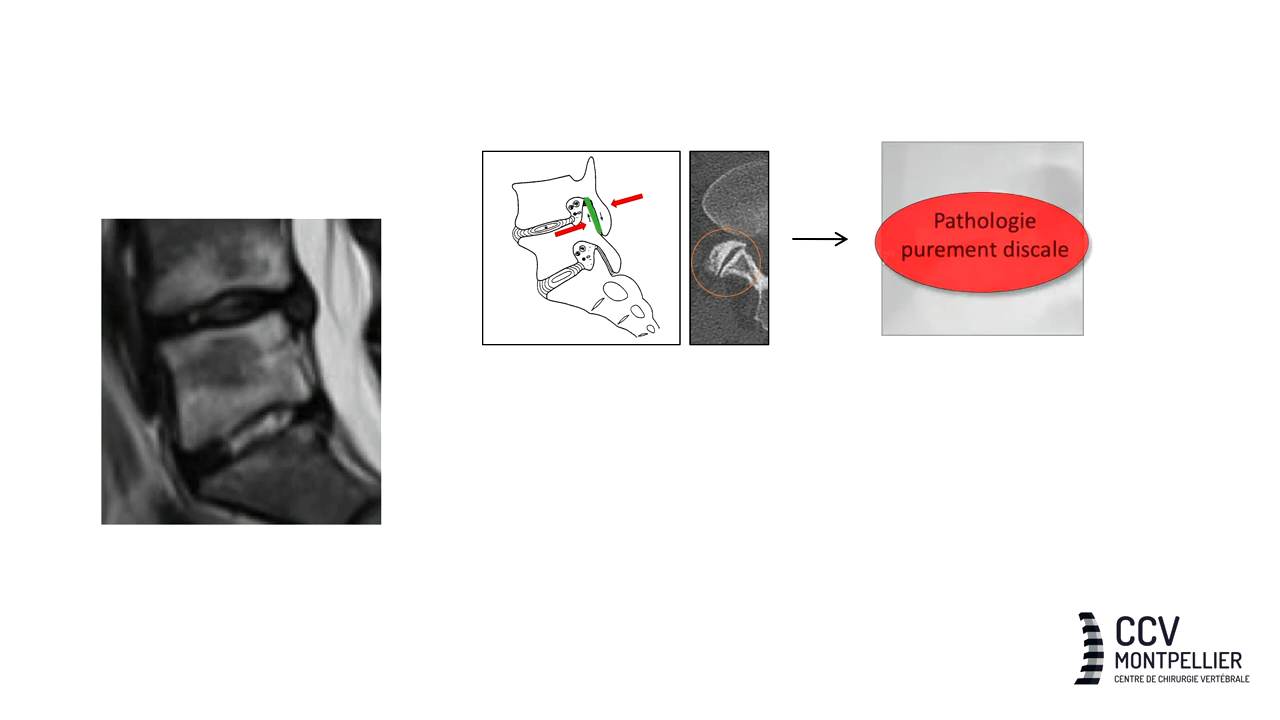 Pathologie
purement discale
CCV
MONTPELLIER
CENTRE DE CHIRURGIE VERTÉBRALE